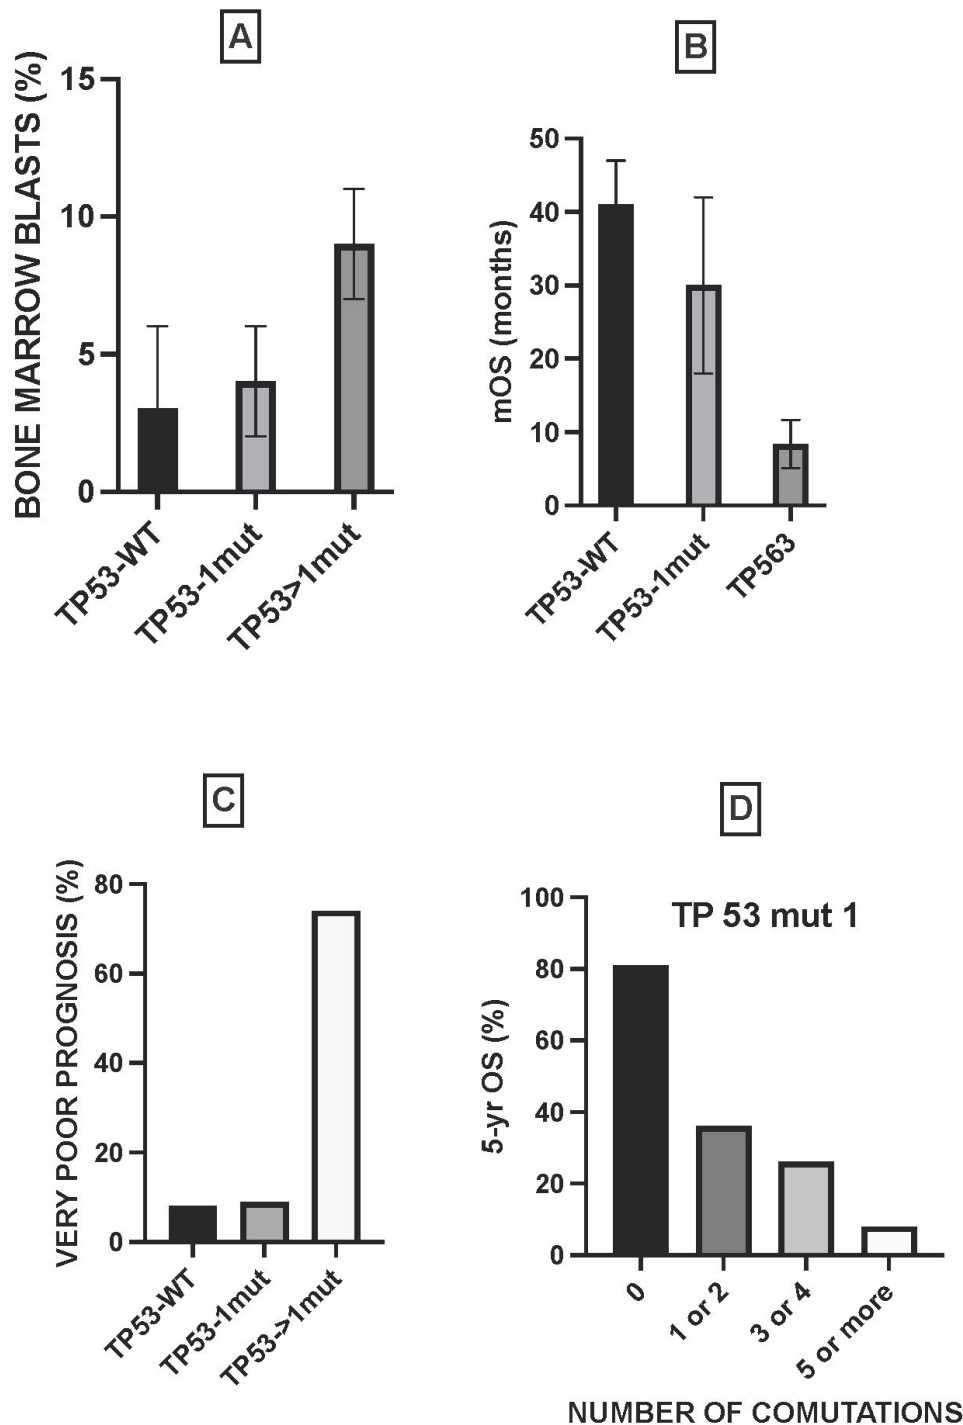 A
BONE MARROW BLASTS (%)
15
10
5
0
TP53-WT
TP53-1mut
TP53>1mut
B
mOS (months)
50
40
30
20
10
0
TP53-WT
TP53-1mut
TP563
C
VERY POOR PROGNOSIS (%)
80
60
40
20
0
TP53-WT
TP53-1mut
TP53->1mut
D
TP 53 mut 1
5-yr OS (%)
100
80
60
40
20
0
0
1 or 2
3 or 4
5 or more
NUMBER OF COMUTATIONS